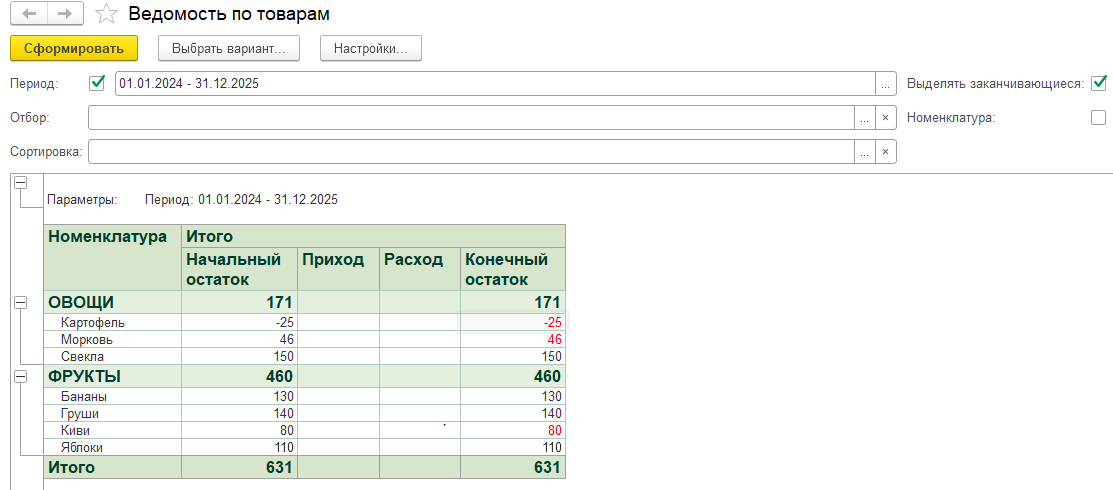 Ведомость по товарам
Сформировать Выбрать вариант... Настройки...
Период: 01.01.2024 - 31.12.2025 ... Выделять заканчивающиеся:
Отбор: ... × Номенклатура:
Сортировка: ... ×
Параметры: Период: 01.01.2024 - 31.12.2025
Номенклатура Итого
Начальный остаток Приход Расход Конечный остаток
ОВОЩИ 171 171
Картофель -25 -25
Морковь 46 46
Свекла 150 150
ФРУКТЫ 460 460
Бананы 130 130
Груши 140 140
Киви 80 80
Яблоки 110 110
Итого 631 631